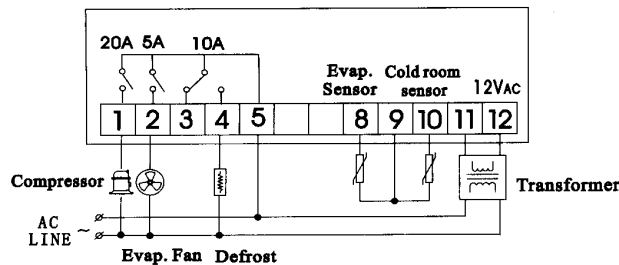 20A 5A 10A
Evap. Cold room
Sensor sensor 12VAC
1 2 3 4 5 8 9 10 11 12
Compressor
Transformer
AC
LINE ~
Evap. Fan Defrost